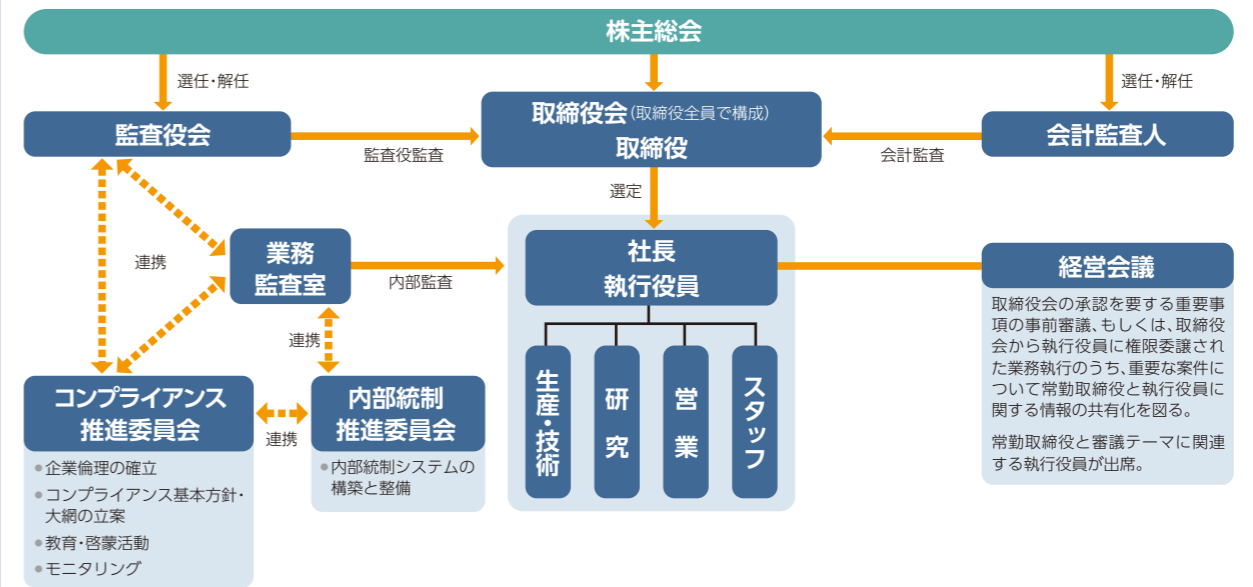 株主総会
選任・解任
選任・解任
監査役会
監査役監査
取締役会(取締役全員で構成)
取締役
会計監査
会計監査人
選定
連携
業務
監査室
内部監査
社長
執行役員
経営会議
取締役会の承認を要する重要事
項の事前審議、もしくは、取締役
会から執行役員に権限委譲され
た業務執行のうち、重要な案件に
ついて常勤取締役と執行役員に
関する情報の共有化を図る。
常勤取締役と審議テーマに関連
する執行役員が出席。
連携
生産・技術
研究
営業
スタッフ
コンプライアンス
推進委員会
連携
内部統制
推進委員会
●企業倫理の確立
●コンプライアンス基本方針・
大網の立案
●教育・啓蒙活動
●モニタリング
●内部統制システムの
構築と整備